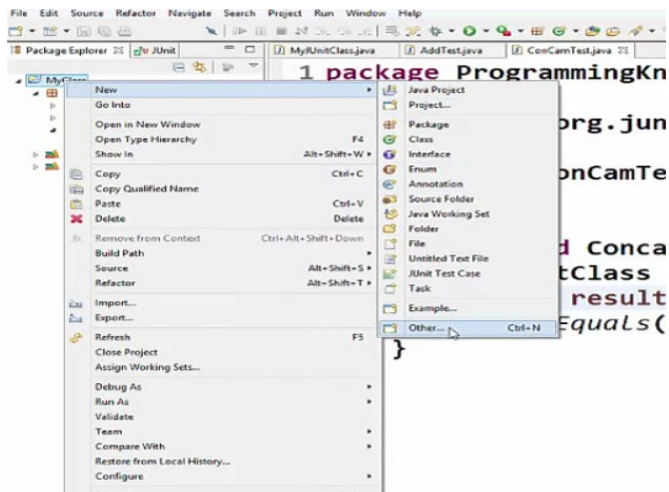 File Edit Source Refactor Navigate Search Project Run Window Help
Package Explorer JUnit
MyJUnitClass.java AddTest.java ConCamTest.java
1 package ProgrammingKno
MyClass
New
Go Into
Open in New Window
Open Type Hierarchy F4
Show In Alt+Shift+W
Copy Ctrl+C
Copy Qualified Name
Paste Ctrl+V
Delete Delete
Remove from Context Ctrl+Alt+Shift+Down
Build Path
Source Alt+Shift+S
Refactor Alt+Shift+T
Import...
Export...
Refresh F5
Close Project
Assign Working Sets...
Debug As
Run As
Validate
Team
Compare With
Restore from Local History...
Configure
Java Project
Project...
Package
Class
Interface
Enum
Annotation
Source Folder
Java Working Set
Folder
File
Untitled Text File
JUnit Test Case
Task
Example...
Other... Ctrl+N
org.jun
onCamTe
d Conca
tClass
result
Equals(
}